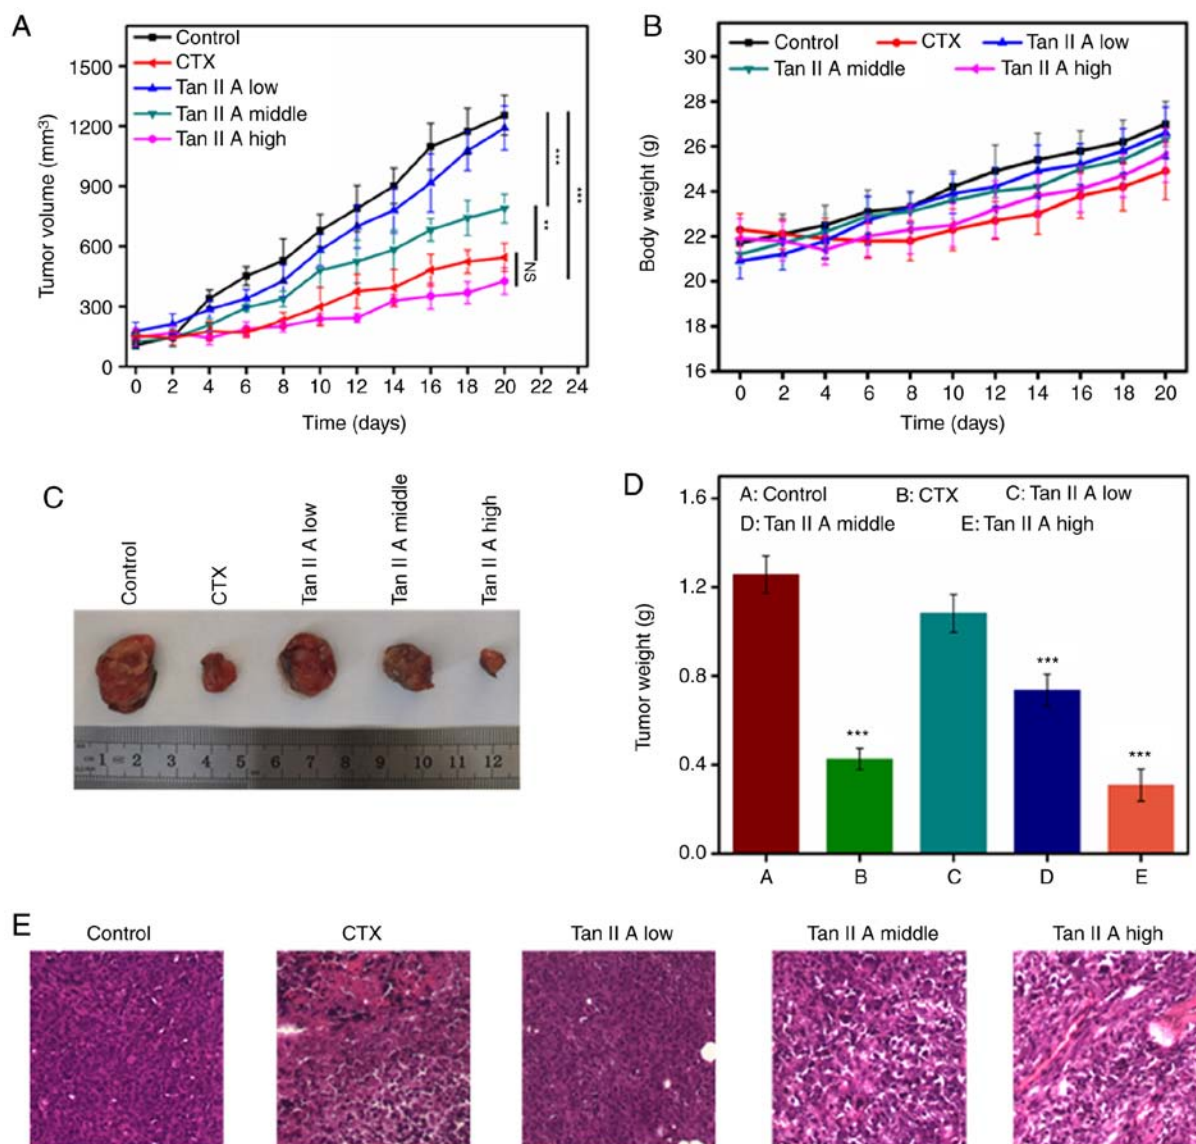 A
Control
CTX
Tan II A low
Tan II A middle
Tan II A high
Tumor volume (mm³)
1500
1200
900
600
300
0
0 2 4 6 8 10 12 14 16 18 20 22 24
Time (days)
***
**
***
NS
B
Control CTX Tan II A low
Tan II A middle Tan II A high
Body weight (g)
30
28
26
24
22
20
18
16
0 2 4 6 8 10 12 14 16 18 20
Time (days)
C
Control
CTX
Tan II A low
Tan II A middle
Tan II A high
1 2 3 4 5 6 7 8 9 10 11 12
D
A: Control B: CTX C: Tan II A low
D: Tan II A middle E: Tan II A high
Tumor weight (g)
1.6
1.2
0.8
0.4
0.0
***
***
***
A B C D E
E
Control CTX Tan II A low Tan II A middle Tan II A high